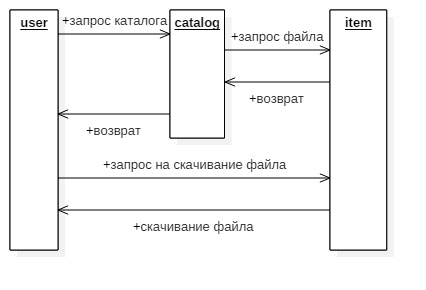 user
+запрос каталога
catalog
item
+запрос файла
+возврат
+возврат
+запрос на скачивание файла
+скачивание файла